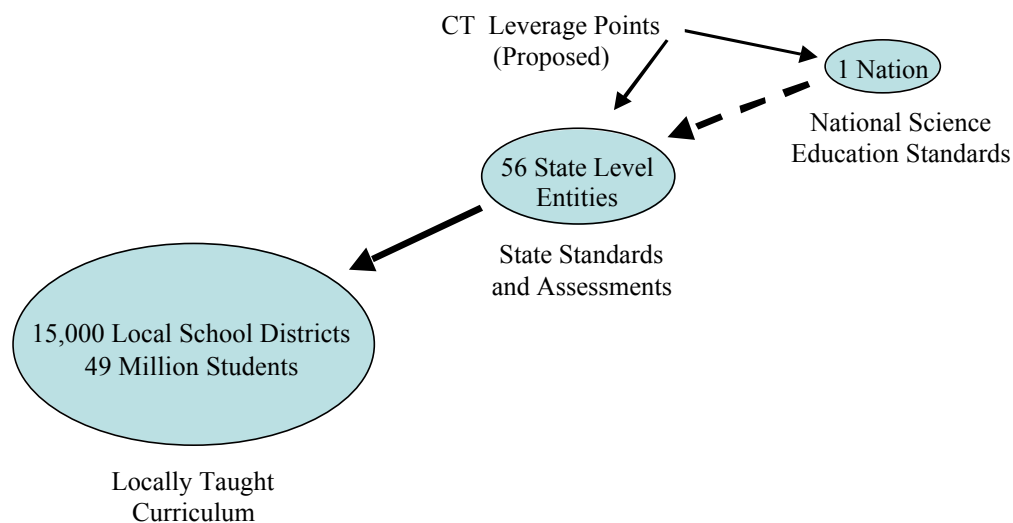 CT Leverage Points
(Proposed)
1 Nation
National Science
Education Standards
56 State Level
Entities
State Standards
and Assessments
15,000 Local School Districts
49 Million Students
Locally Taught
Curriculum